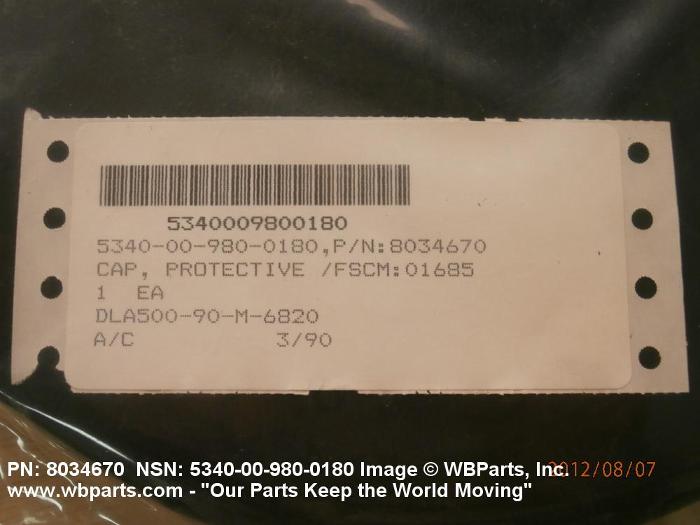 5340009800180
5340-00-980-0180,P/N:8034670
CAP, PROTECTIVE /FSCM:01685
1 EA
DLA500-90-M-6820
A/C 3/90
PN: 8034670 NSN: 5340-00-980-0180 Image © WBParts, Inc.
2012/08/07
www.wbparts.com - "Our Parts Keep the World Moving"